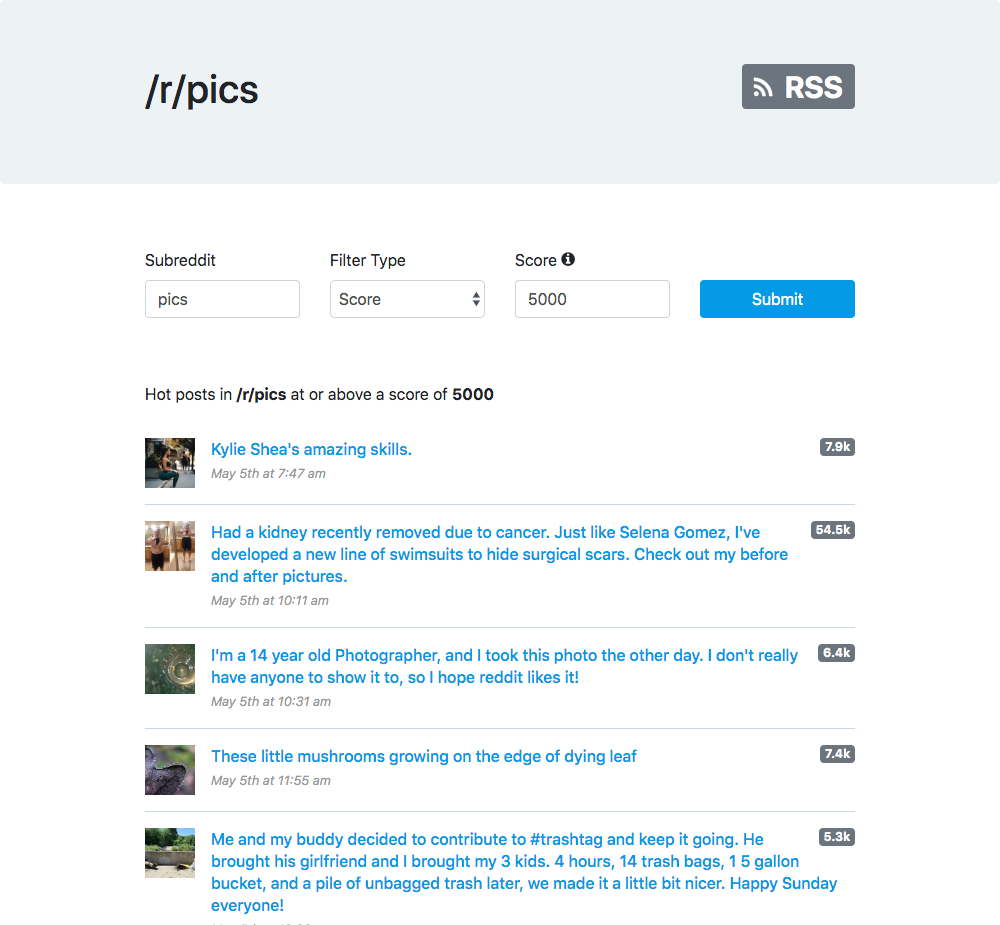 /r/pics
RSS
Subreddit
Filter Type
Score
pics
Score
5000
Submit
Hot posts in /r/pics at or above a score of 5000
Kylie Shea's amazing skills.
7.9k
May 5th at 7:47 am
Had a kidney recently removed due to cancer. Just like Selena Gomez, I've
54.5k
developed a new line of swimsuits to hide surgical scars. Check out my before
and after pictures.
May 5th at 10:11 am
I'm a 14 year old Photographer, and I took this photo the other day. I don't really
6.4k
have anyone to show it to, so I hope reddit likes it!
May 5th at 10:31 am
These little mushrooms growing on the edge of dying leaf
7.4k
May 5th at 11:55 am
Me and my buddy decided to contribute to #trashtag and keep it going. He
5.3k
brought his girlfriend and I brought my 3 kids. 4 hours, 14 trash bags, 1 5 gallon
bucket, and a pile of unbagged trash later, we made it a little bit nicer. Happy Sunday
everyone!